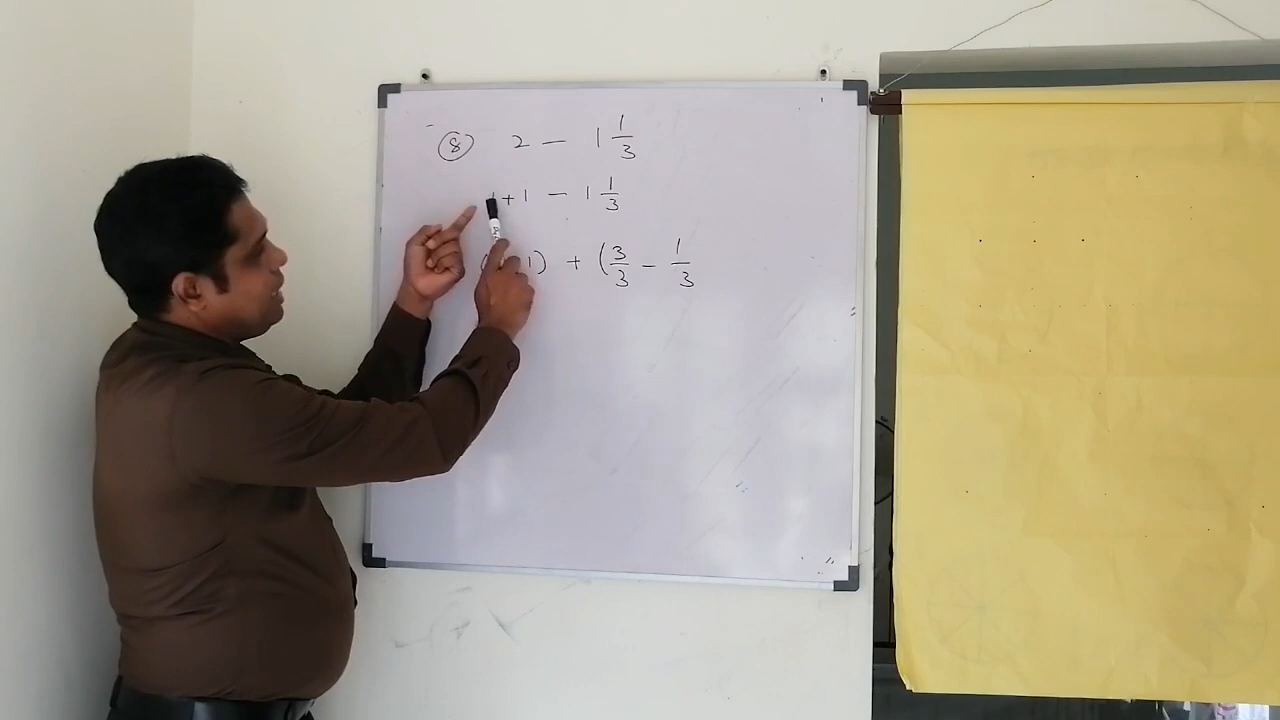 ⑧ 2 — 1 1/3
1 + 1 — 1 1/3
1) + (3/3 — 1/3